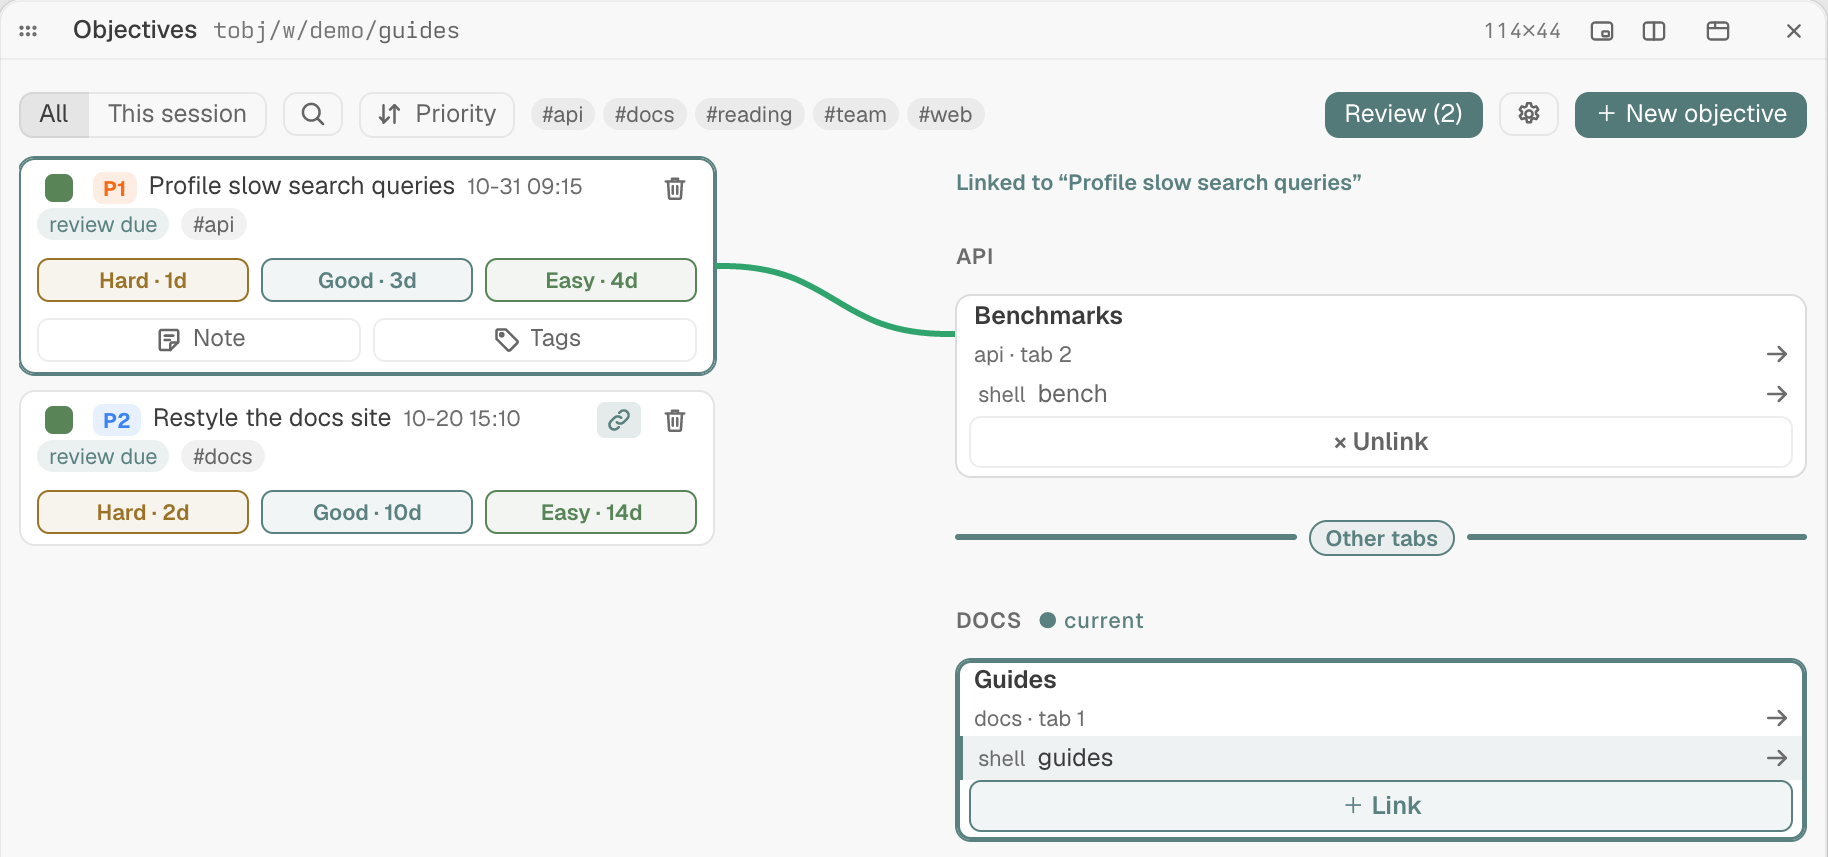 Objectives tobj/w/demo/guides 114×44
All This session Priority #api #docs #reading #team #web Review (2) + New objective
P1 Profile slow search queries 10-31 09:15
review due #api
Hard · 1d Good · 3d Easy · 4d
Note Tags
P2 Restyle the docs site 10-20 15:10
review due #docs
Hard · 2d Good · 10d Easy · 14d
Linked to “Profile slow search queries”
API
Benchmarks
api · tab 2 →
shell bench →
× Unlink
Other tabs
DOCS current
Guides
docs · tab 1 →
shell guides →
+ Link